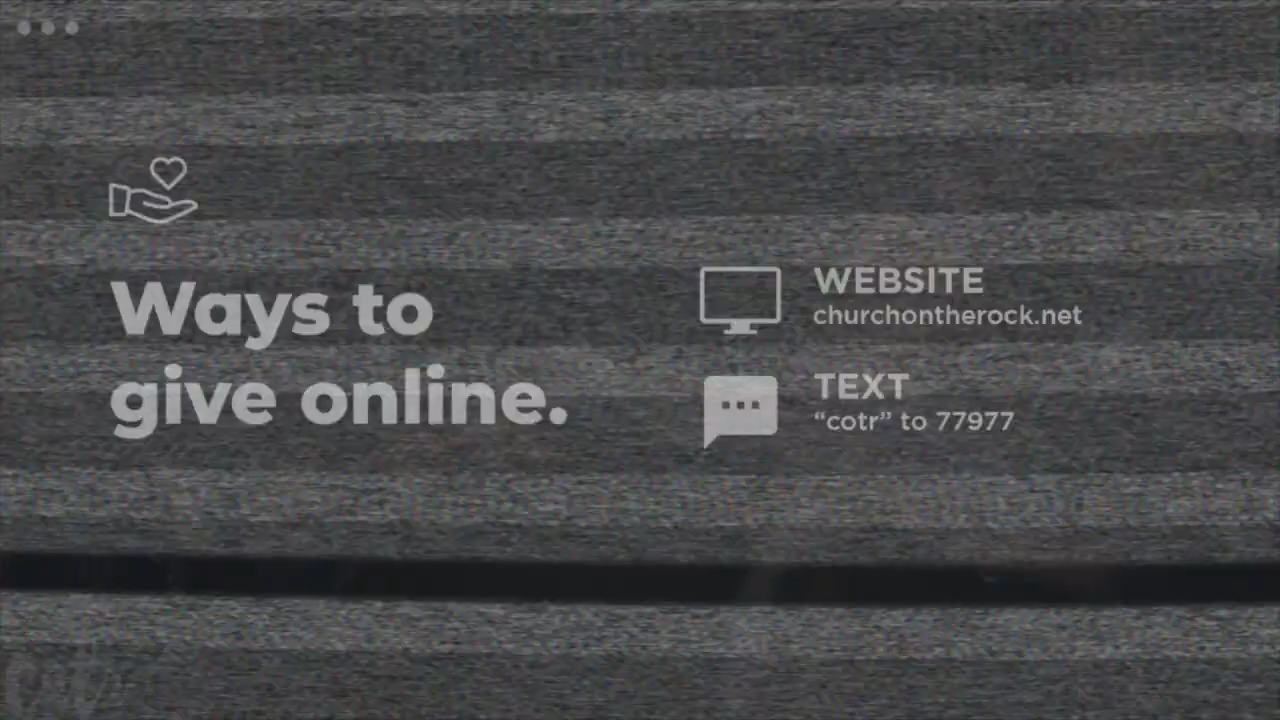 Ways to
give online.
WEBSITE
churchontherock.net
TEXT
“cotr” to 77977